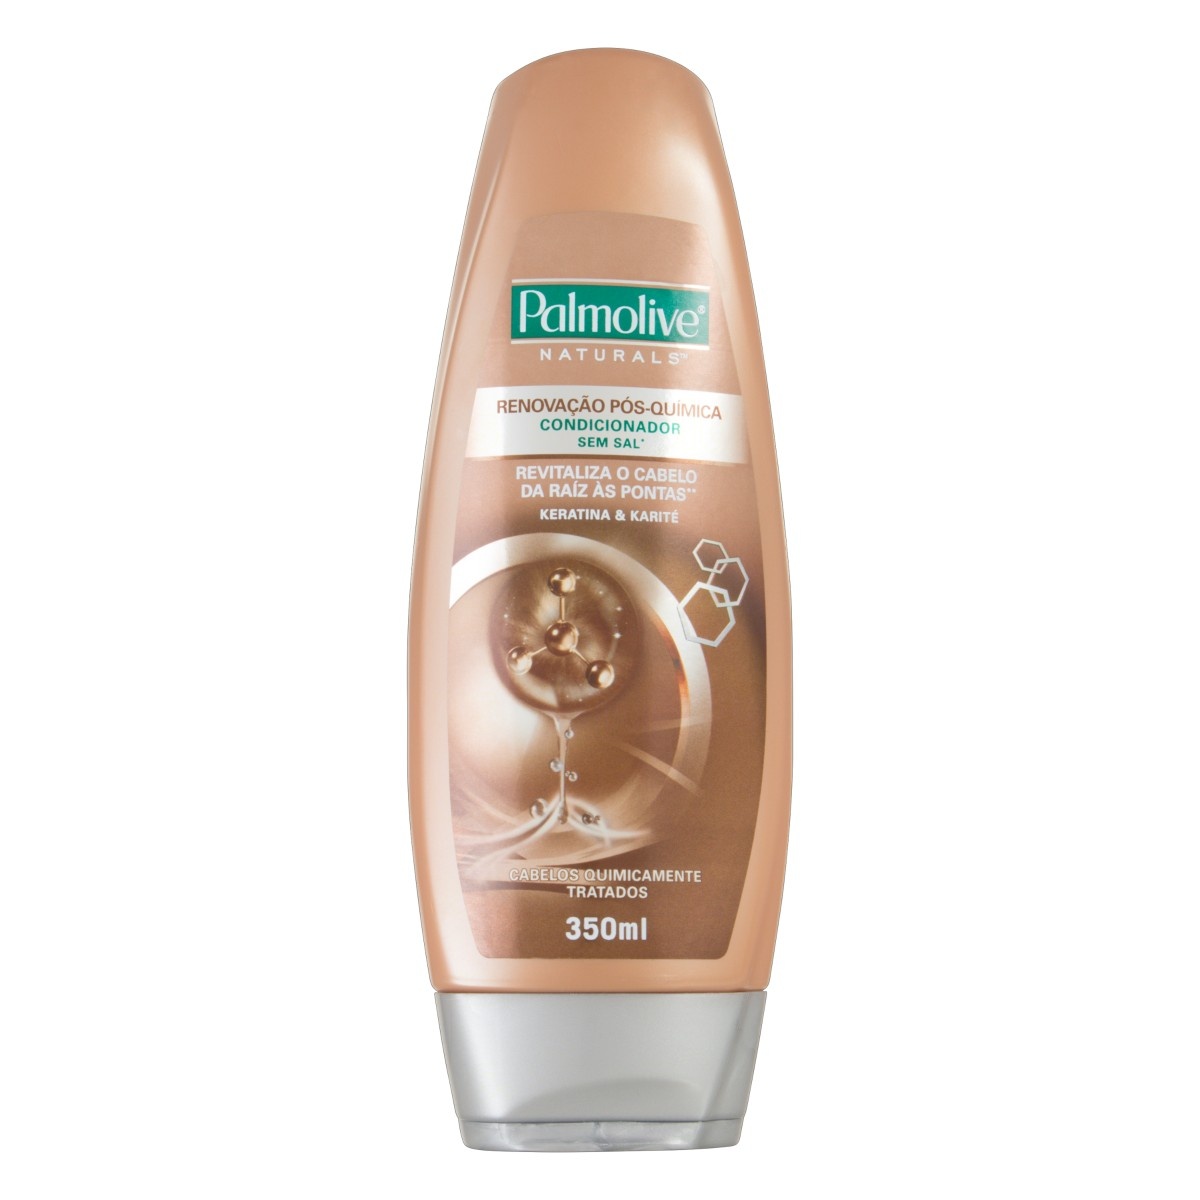 Palmolive®
NATURALS™
RENOVAÇÃO PÓS-QUÍMICA
CONDICIONADOR
SEM SAL*
REVITALIZA O CABELO
DA RAÍZ ÀS PONTAS**
KERATINA & KARITÉ
CABELOS QUIMICAMENTE
TRATADOS
350ml